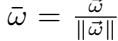 ω̄ = ω⃗ / ‖ω⃗‖